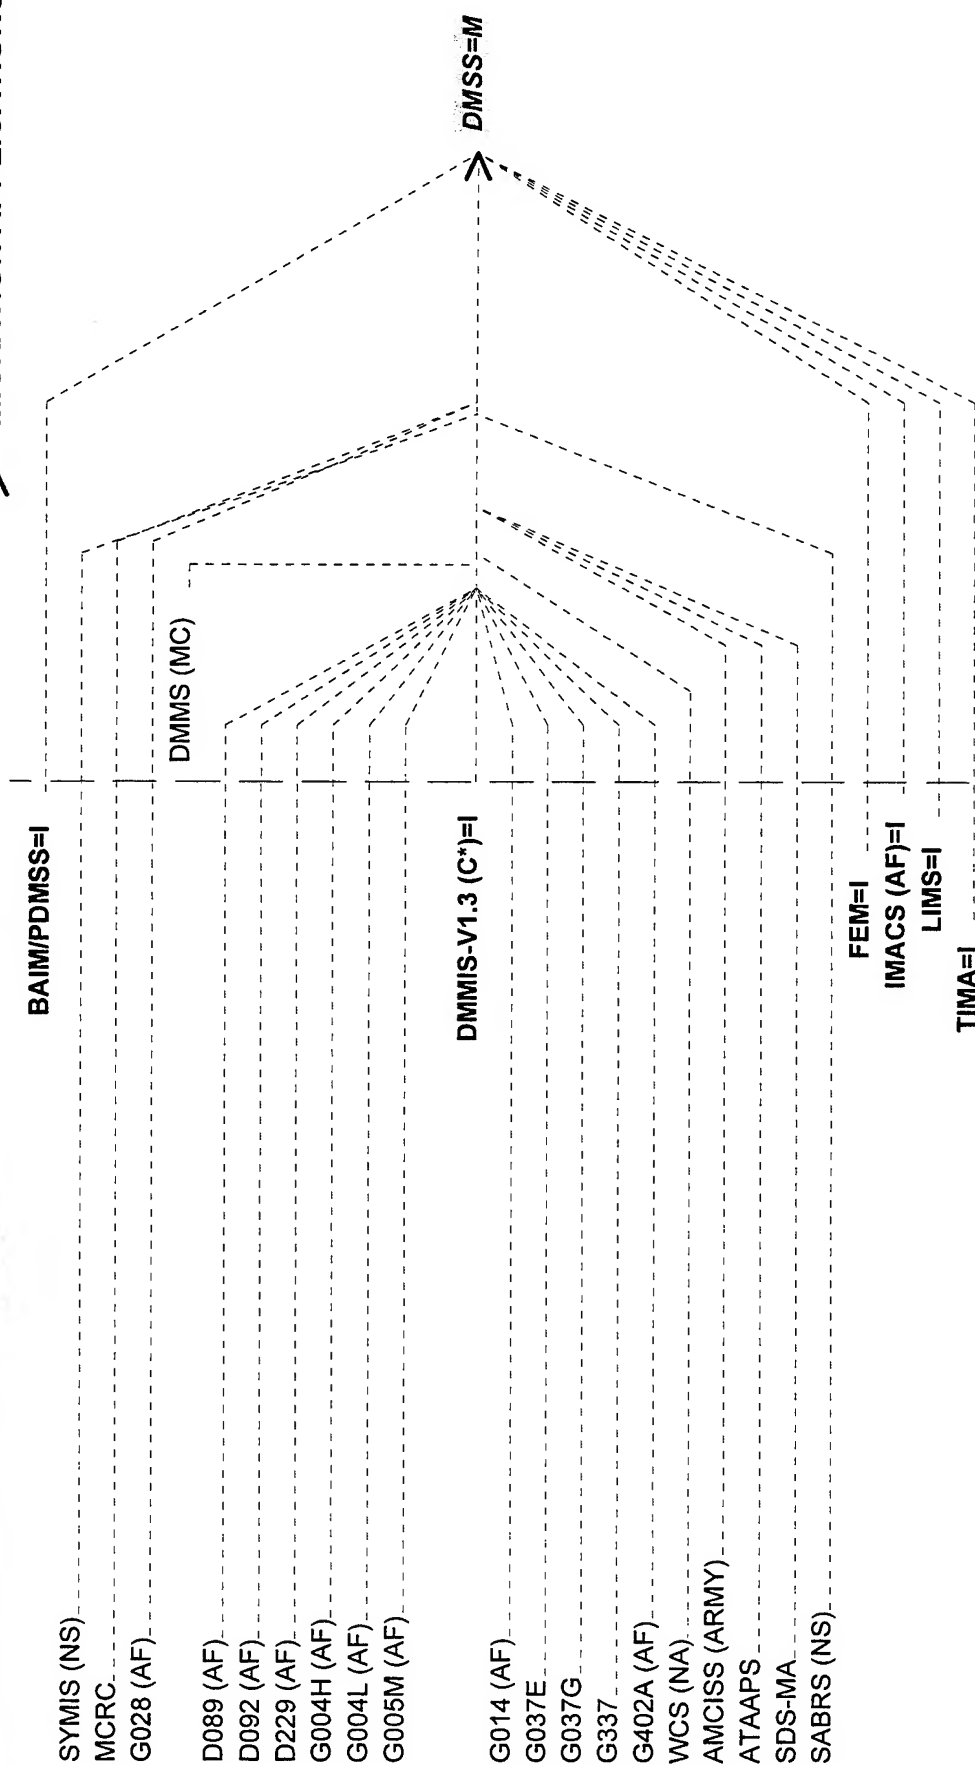 BAIM/PDMSS=I
SYMIS (NS)
MCRC
G028 (AF)
DMMS (MC)
D089 (AF)
D092 (AF)
D229 (AF)
G004H (AF)
G004L (AF)
G005M (AF)
DMMIS-V1.3 (C*)=I
DMSS=M
G014 (AF)
G037E
G037G
G337
G402A (AF)
WCS (NA)
AMCISS (ARMY)
ATAAPS
SDS-MA
SABRS (NS)
FEM=I
IMACS (AF)=I
LIMS=I
TIMA=I